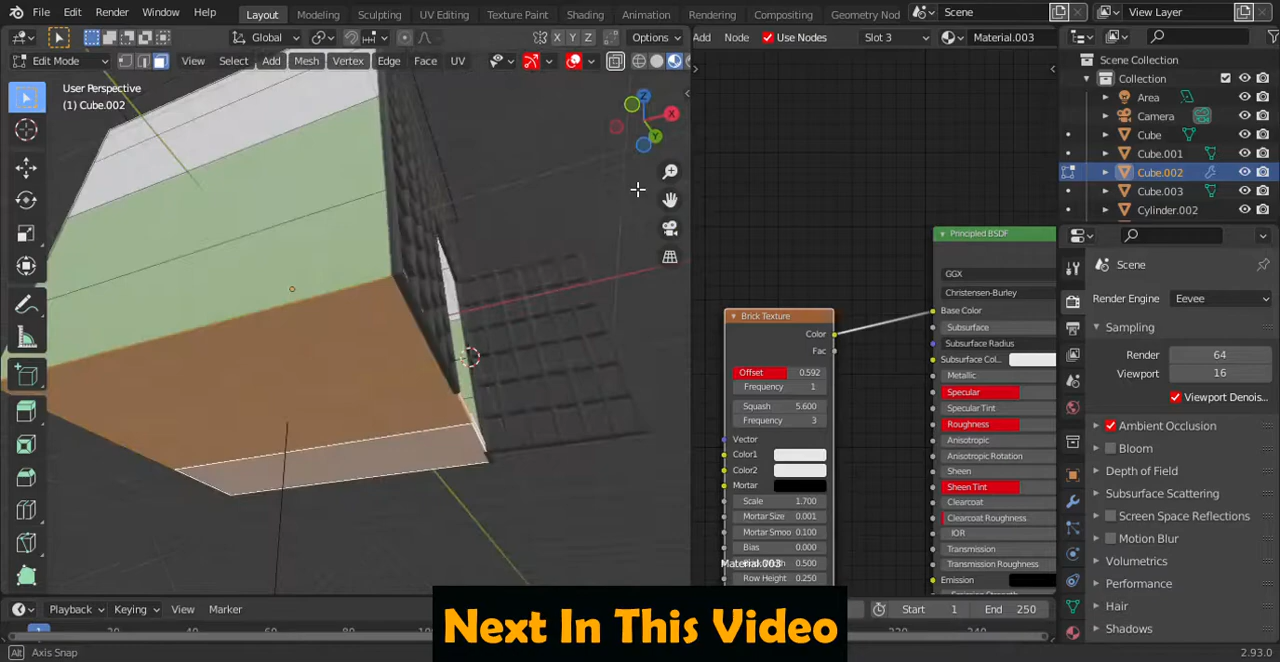 File Edit Render Window Help Layout Modeling Sculpting UV Editing Texture Paint Shading Animation Rendering Compositing Geometry Nod Scene View Layer
Global Options Add Node Use Nodes Slot 3 Material.003
Edit Mode View Select Add Mesh Vertex Edge Face UV
User Perspective
(1) Cube.002
X Y Z
Z
X
Y
Scene Collection
Collection
Area
Camera
Cube
Cube.001
Cube.002
Cube.003
Cylinder.002
Scene
Render Engine Eevee
Sampling
Render 64
Viewport 16
Viewport Denois...
Ambient Occlusion
Bloom
Depth of Field
Subsurface Scattering
Screen Space Reflections
Motion Blur
Volumetrics
Performance
Hair
Shadows
Brick Texture
Color
Fac
Offset 0.592
Frequency 1
Squash 5.600
Frequency 3
Vector
Color1
Color2
Mortar
Scale 1.700
Mortar Size 0.001
Mortar Smoo 0.100
Bias 0.000
0.500
Row Height 0.250
Material.003
Principled BSDF
GGX
Christensen-Burley
Base Color
Subsurface
Subsurface Radius
Subsurface Col...
Metallic
Specular
Specular Tint
Roughness
Anisotropic
Anisotropic Rotation
Sheen
Sheen Tint
Clearcoat
Clearcoat Roughness
IOR
Transmission
Transmission Roughness
Emission
Playback Keying View Marker Start 1 End 250
Next In This Video
Alt Axis Snap 2.93.0